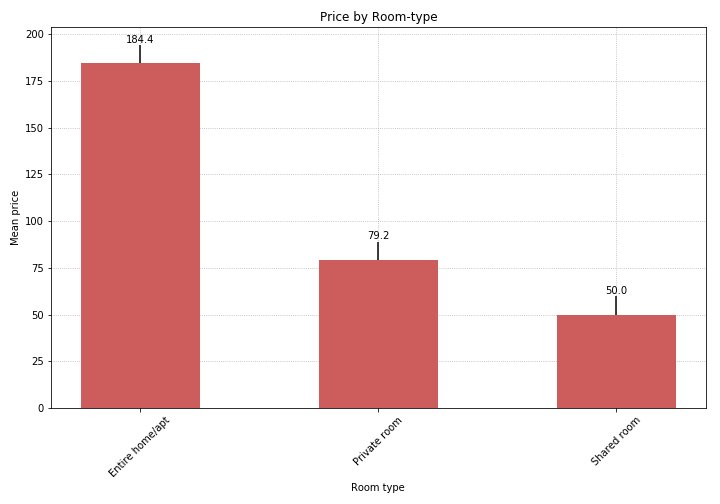 Price by Room-type
200
175
150
125
100
75
50
25
0
Mean price
184.4
79.2
50.0
Entire home/apt
Private room
Shared room
Room type